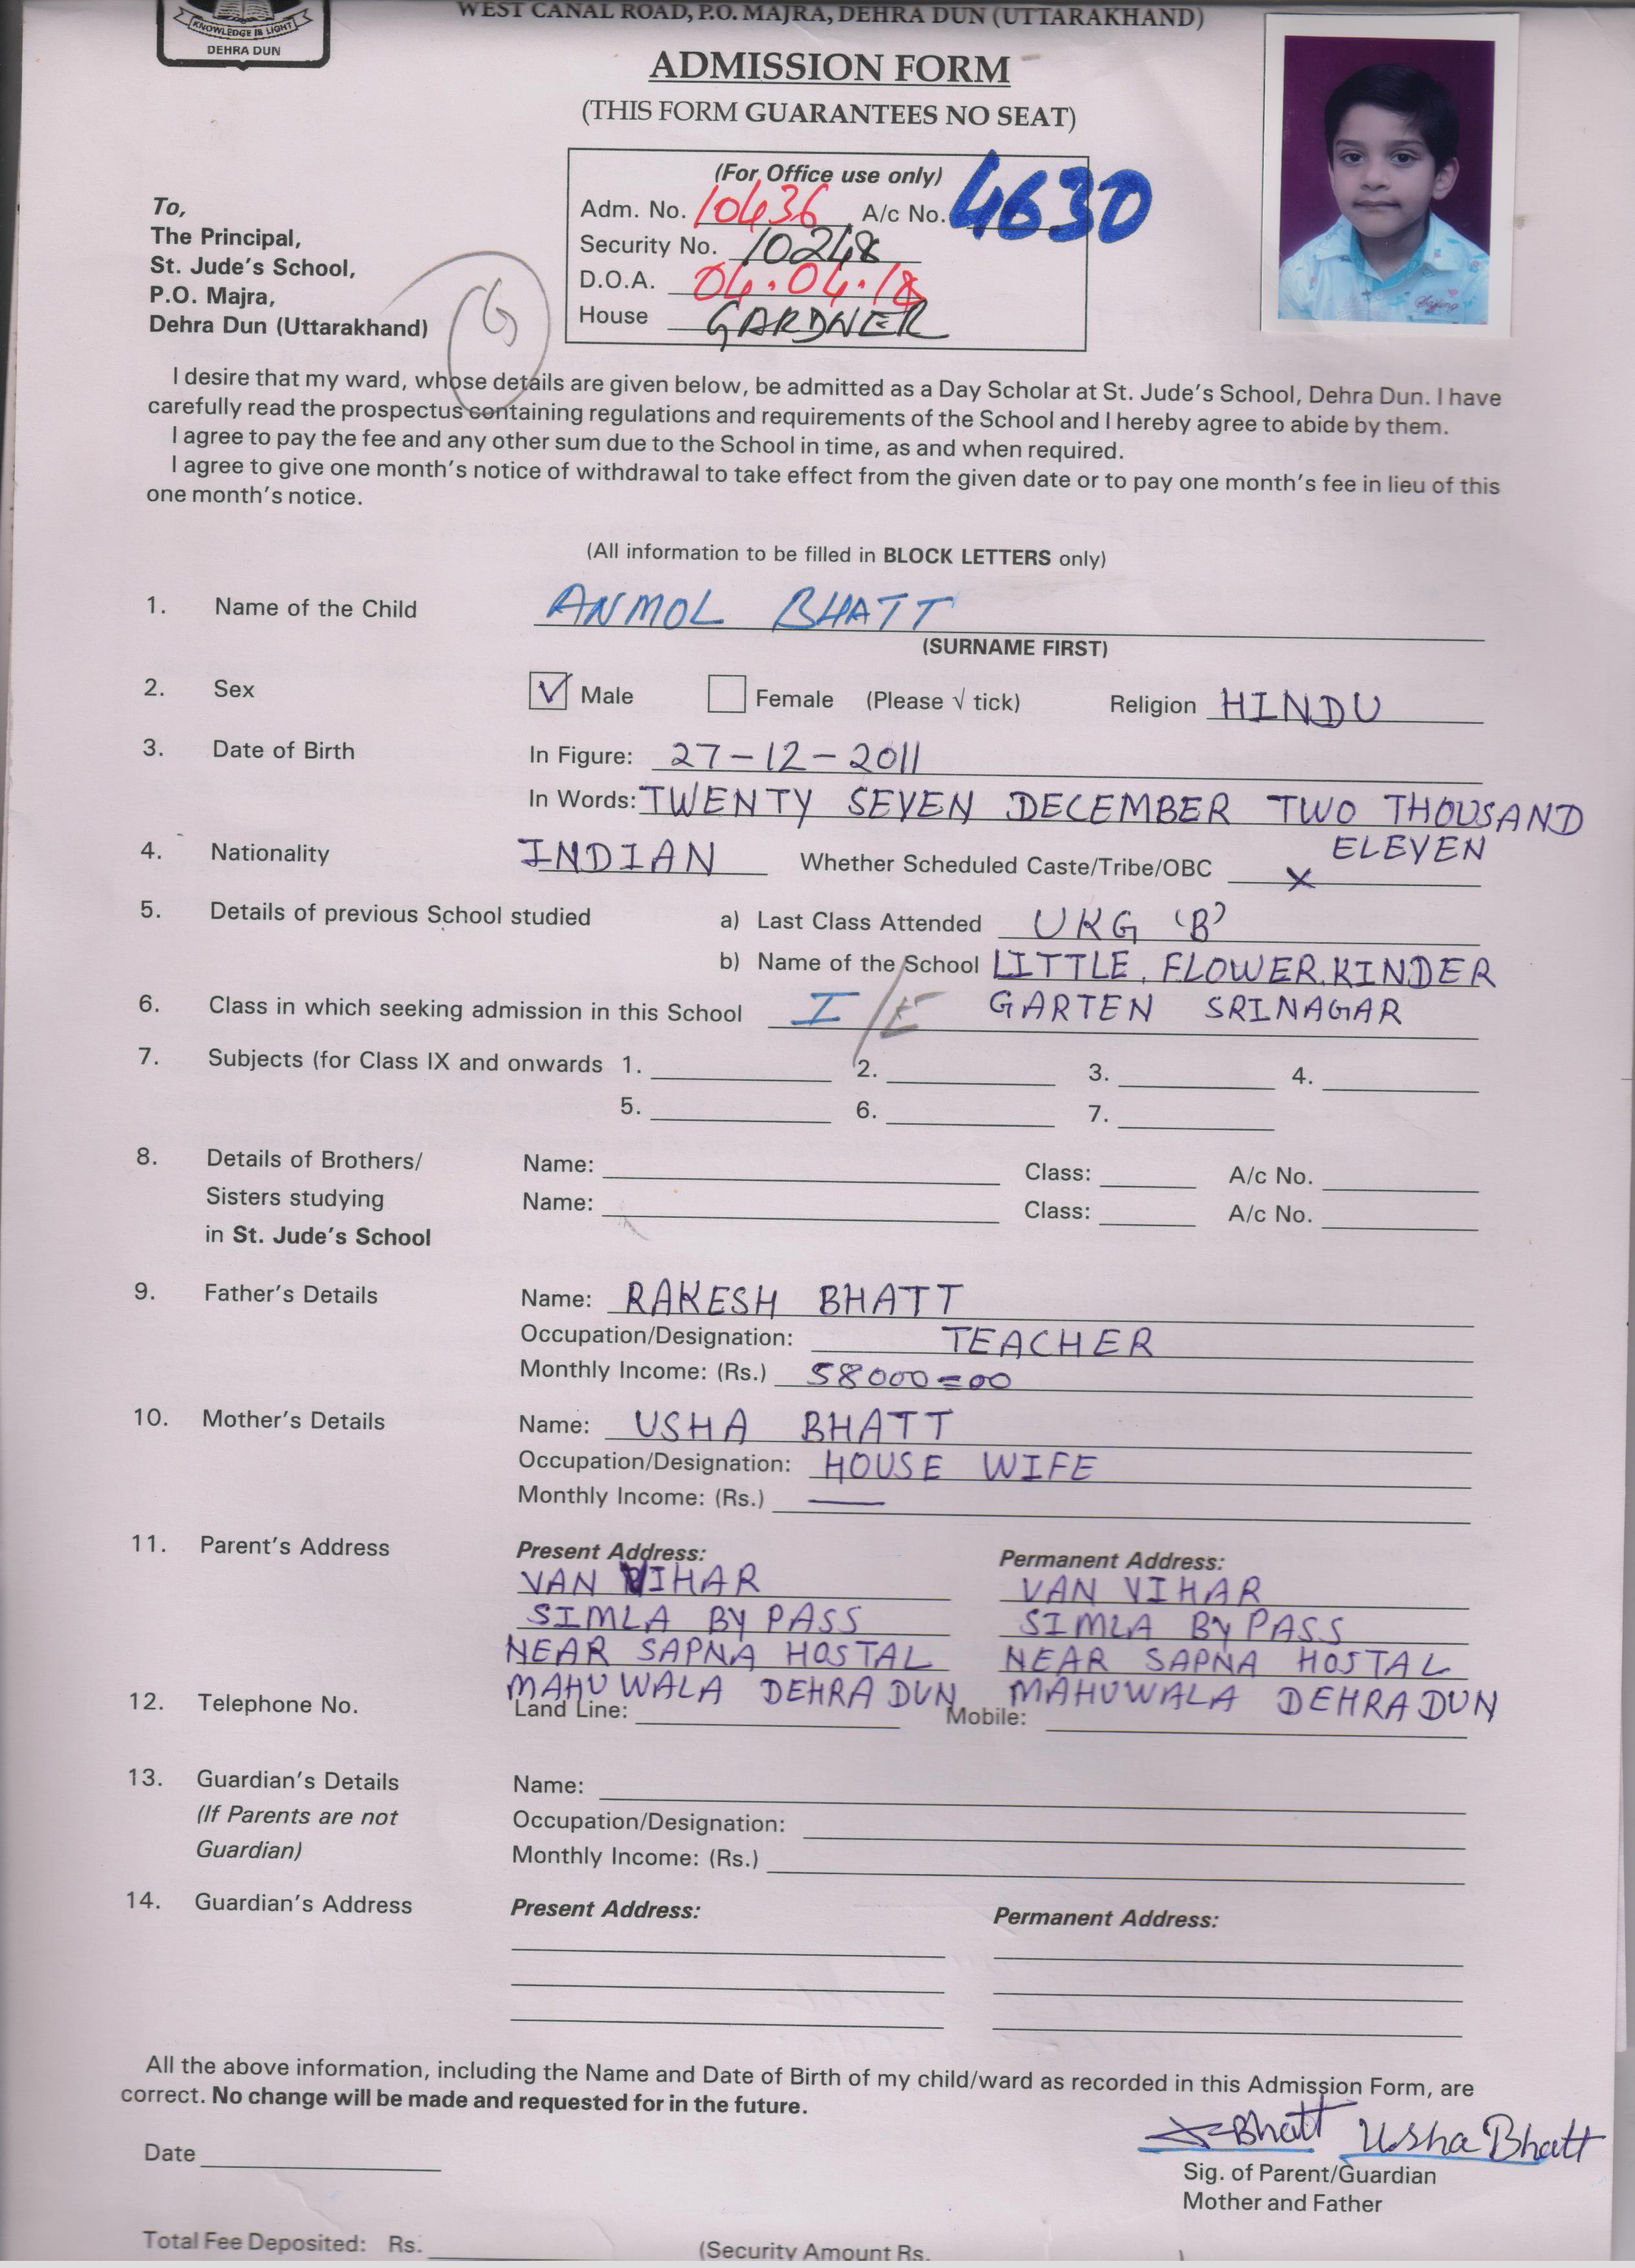 WEST CANAL ROAD, P.O. MAJRA, DEHRA DUN (UTTARAKHAND)
KNOWLEDGE IS LIGHT
DEHRA DUN
ADMISSION FORM
(THIS FORM GUARANTEES NO SEAT)
(For Office use only)
Adm. No. 10436 A/c No. 4630
Security No. 10248
D.O.A. 04.04.18
House GARDNER
To,
The Principal,
St. Jude's School,
P.O. Majra,
Dehra Dun (Uttarakhand)
I desire that my ward, whose details are given below, be admitted as a Day Scholar at St. Jude's School, Dehra Dun. I have
carefully read the prospectus containing regulations and requirements of the School and I hereby agree to abide by them.
I agree to pay the fee and any other sum due to the School in time, as and when required.
I agree to give one month's notice of withdrawal to take effect from the given date or to pay one month's fee in lieu of this
one month's notice.
(All information to be filled in BLOCK LETTERS only)
1. Name of the Child ANMOL BHATT
(SURNAME FIRST)
2. Sex √ Male Female (Please √ tick) Religion HINDU
3. Date of Birth In Figure: 27-12-2011
In Words: TWENTY SEVEN DECEMBER TWO THOUSAND
ELEVEN
4. Nationality INDIAN Whether Scheduled Caste/Tribe/OBC X
5. Details of previous School studied a) Last Class Attended UKG 'B'
b) Name of the School LITTLE. FLOWER.KINDER
GARTEN SRINAGAR
6. Class in which seeking admission in this School I/E
7. Subjects (for Class IX and onwards 1. 2. 3. 4.
5. 6. 7.
8. Details of Brothers/ Name: Class: A/c No.
Sisters studying Name: Class: A/c No.
in St. Jude's School
9. Father's Details Name: RAKESH BHATT
Occupation/Designation: TEACHER
Monthly Income: (Rs.) 58000=00
10. Mother's Details Name: USHA BHATT
Occupation/Designation: HOUSE WIFE
Monthly Income: (Rs.) —
11. Parent's Address Present Address: Permanent Address:
VAN VIHAR VAN VIHAR
SIMLA BY PASS SIMLA BY PASS
NEAR SAPNA HOSTAL NEAR SAPNA HOSTAL
MAHUWALA DEHRA DUN MAHUWALA DEHRADUN
12. Telephone No. Land Line: Mobile:
13. Guardian's Details Name:
(If Parents are not Occupation/Designation:
Guardian) Monthly Income: (Rs.)
14. Guardian's Address Present Address: Permanent Address:
All the above information, including the Name and Date of Birth of my child/ward as recorded in this Admission Form, are
correct. No change will be made and requested for in the future.
Bhatt Usha Bhatt
Date
Sig. of Parent/Guardian
Mother and Father
Total Fee Deposited: Rs. (Security Amount Rs.